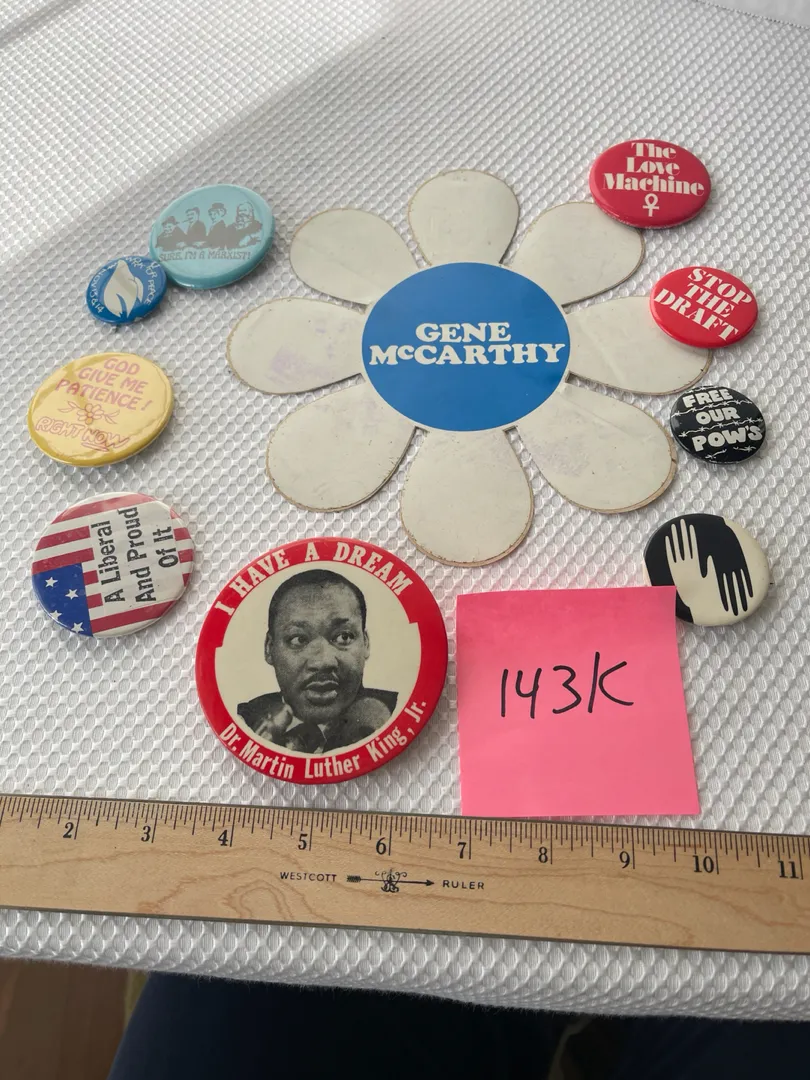 The
Love
Machine
SURE, I'M A MARXIST!
STOP
THE
DRAFT
GENE
McCARTHY
GOD
GIVE ME
PATIENCE!
RIGHT NOW
FREE
OUR
POW'S
A Liberal
And Proud
Of It
I HAVE A DREAM
Dr. Martin Luther King, Jr.
143K
2 3 4 5 6 7 8 9 10 11
WESTCOTT RULER